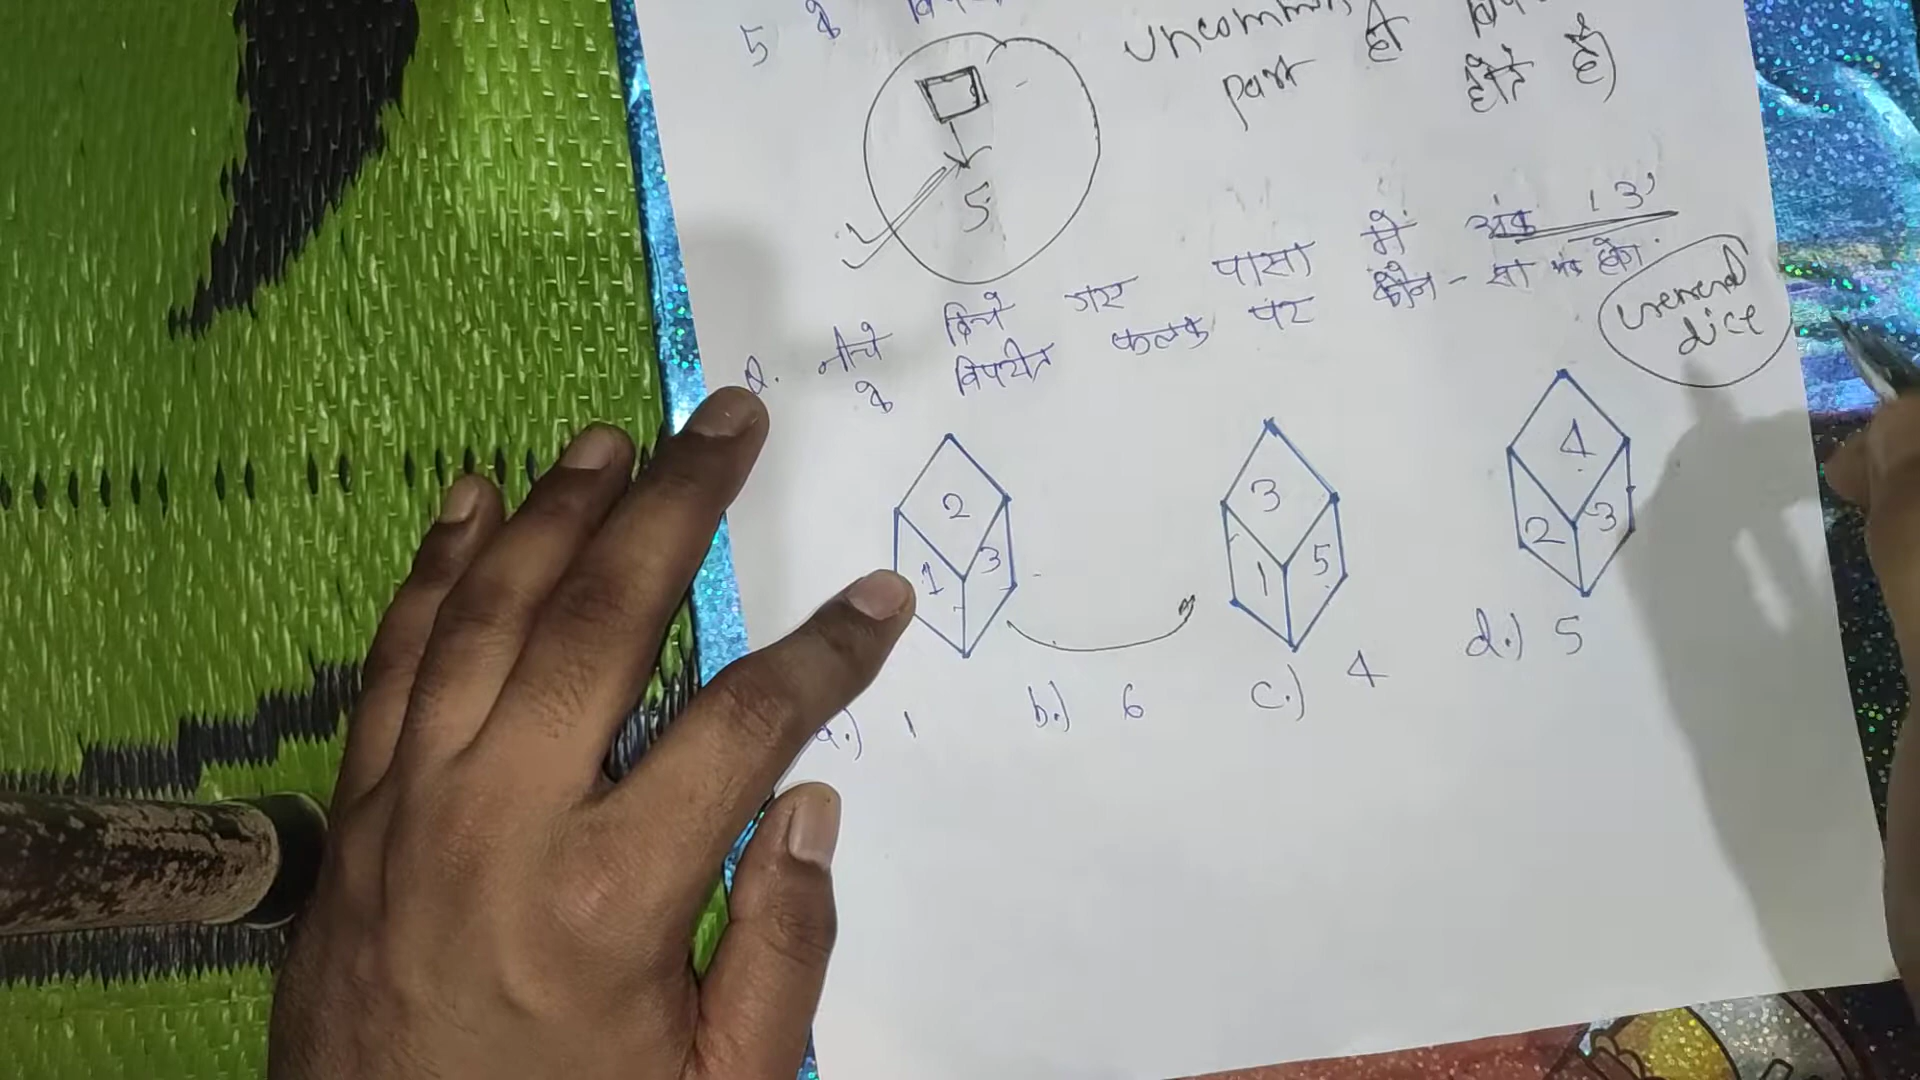 5 के
uncommon
part ही
होते है)
5
Q. नीचे दिये गए पासा में अंक '3'
के विपरीत फलक पर कौन-सा होगा.
dice
2
1 3
3
1 5
4
2 3
a.) 1 b.) 6 c.) 4 d.) 5